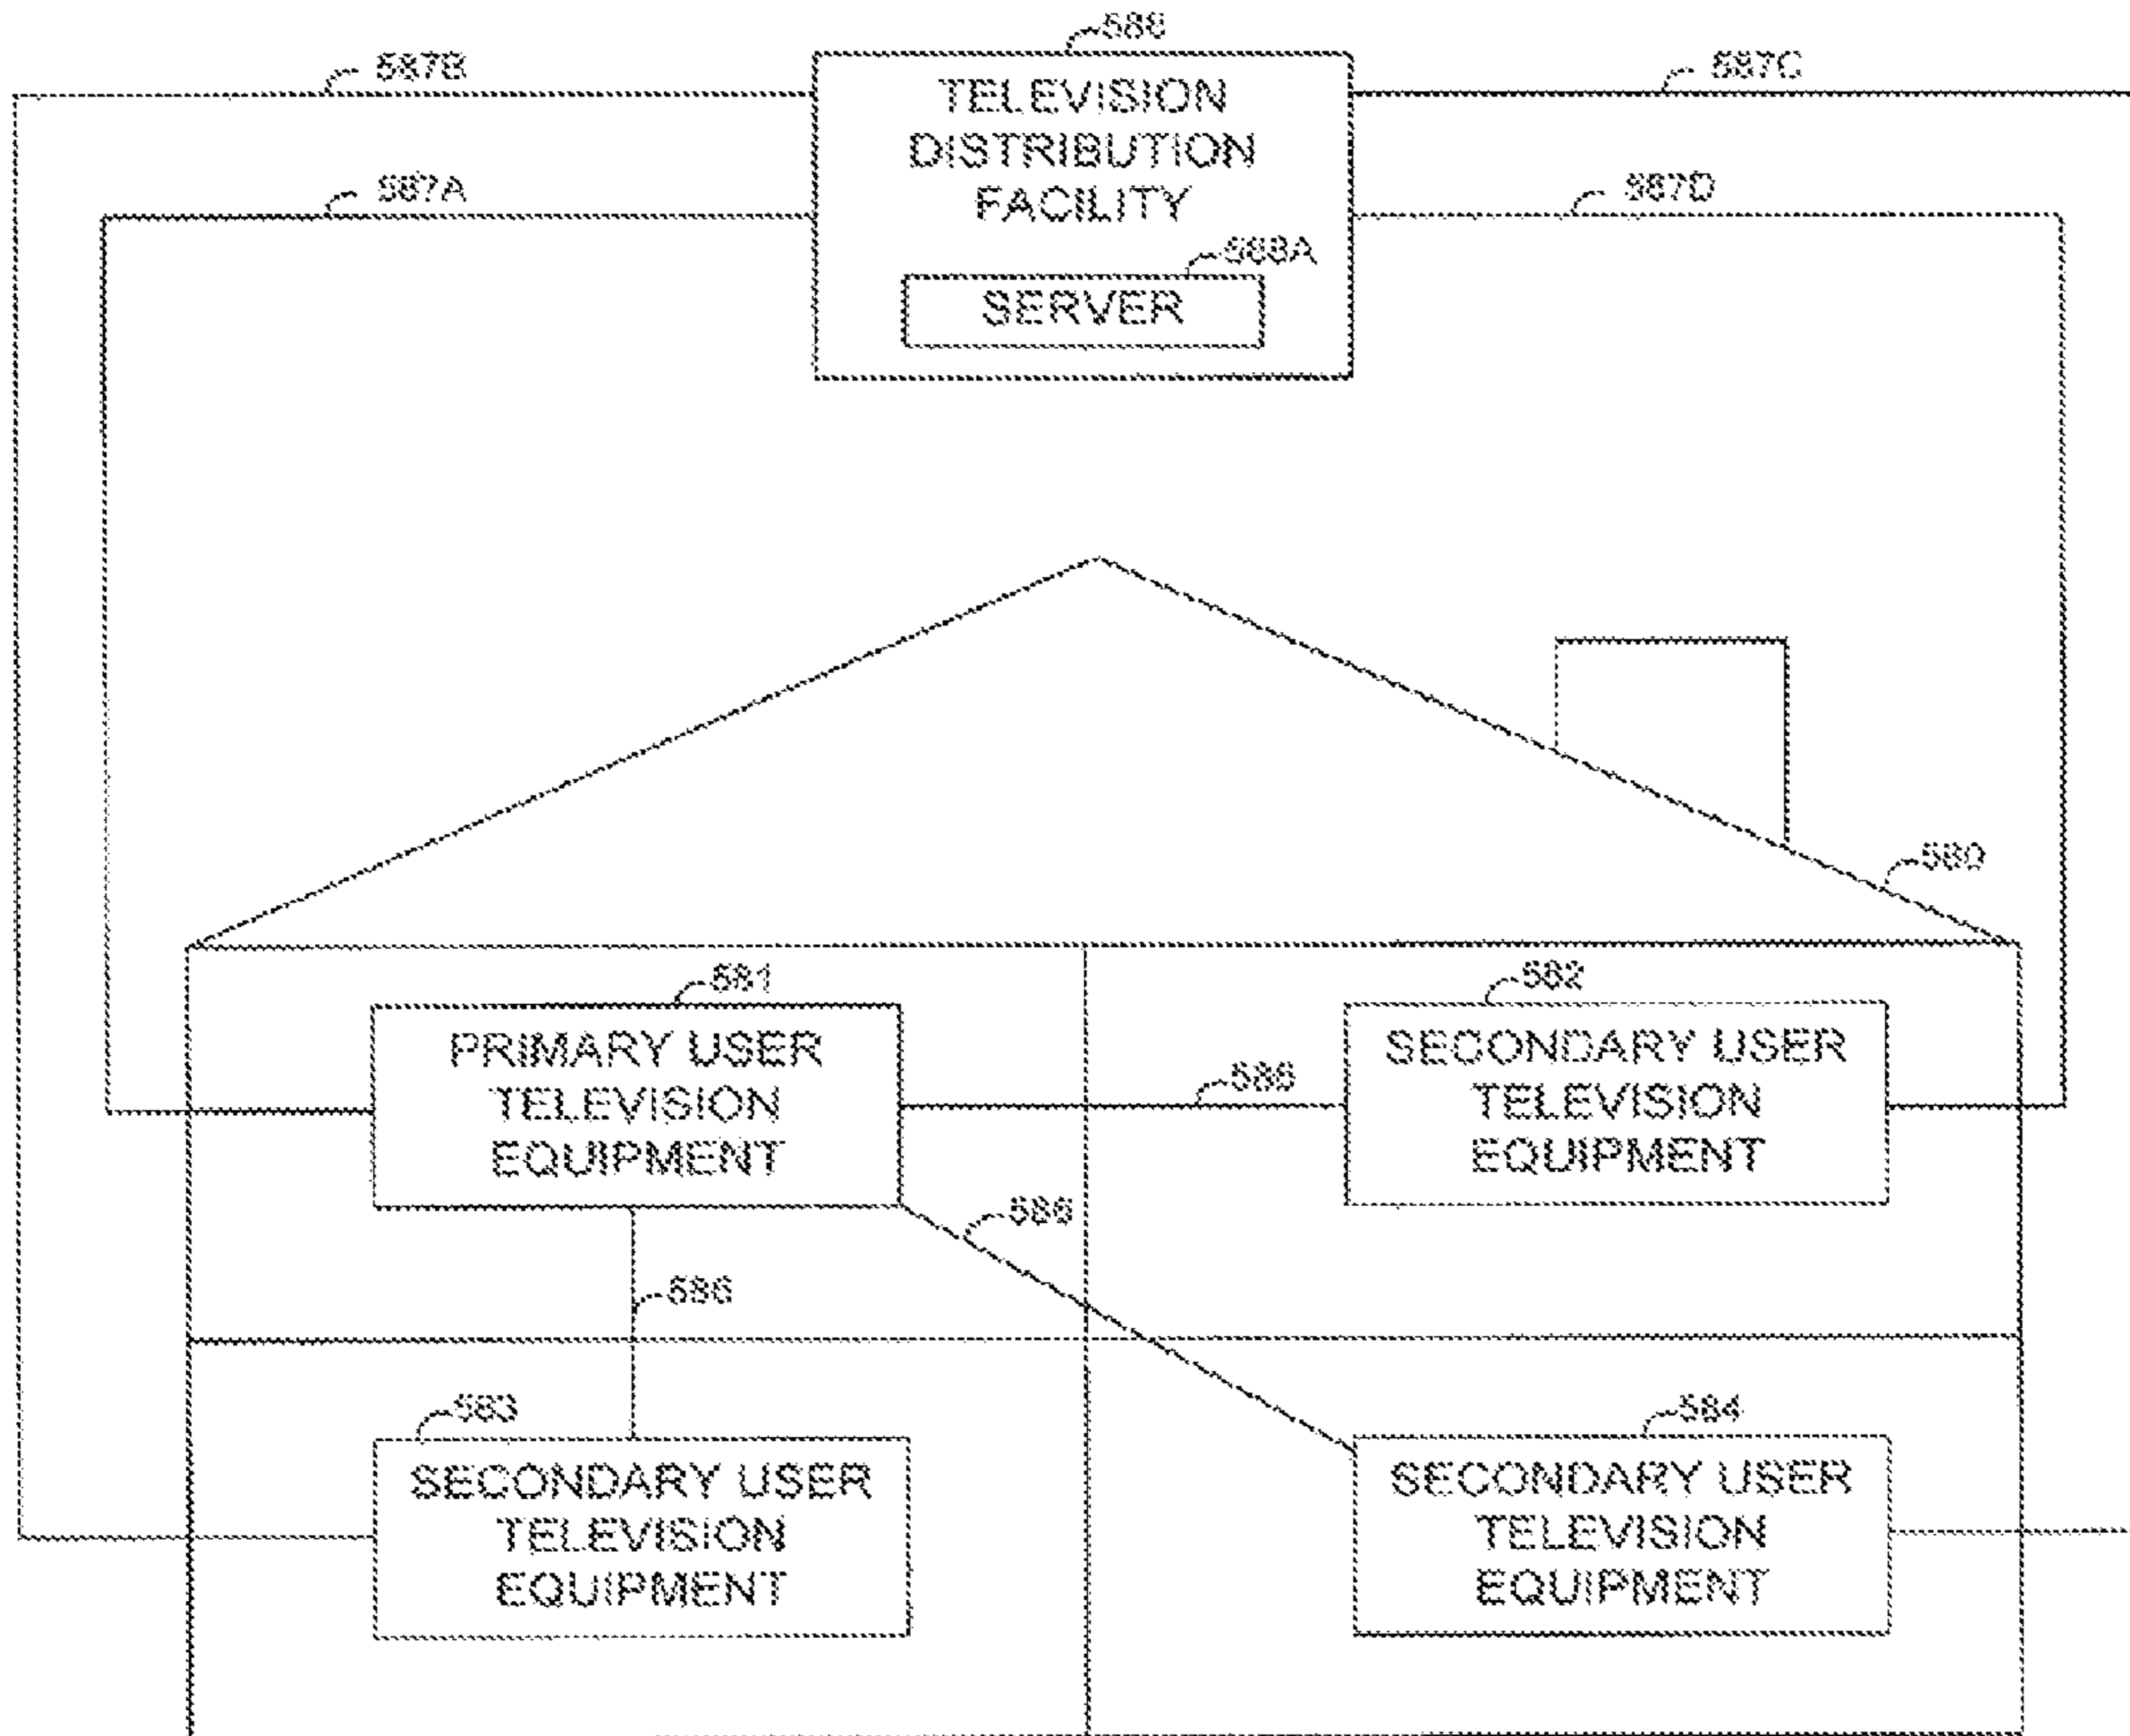 586
587B
587C
TELEVISION
DISTRIBUTION
FACILITY
587A
587D
588A
SERVER
580
581
582
PRIMARY USER
TELEVISION
EQUIPMENT
586
SECONDARY USER
TELEVISION
EQUIPMENT
586
586
583
584
SECONDARY USER
TELEVISION
EQUIPMENT
SECONDARY USER
TELEVISION
EQUIPMENT